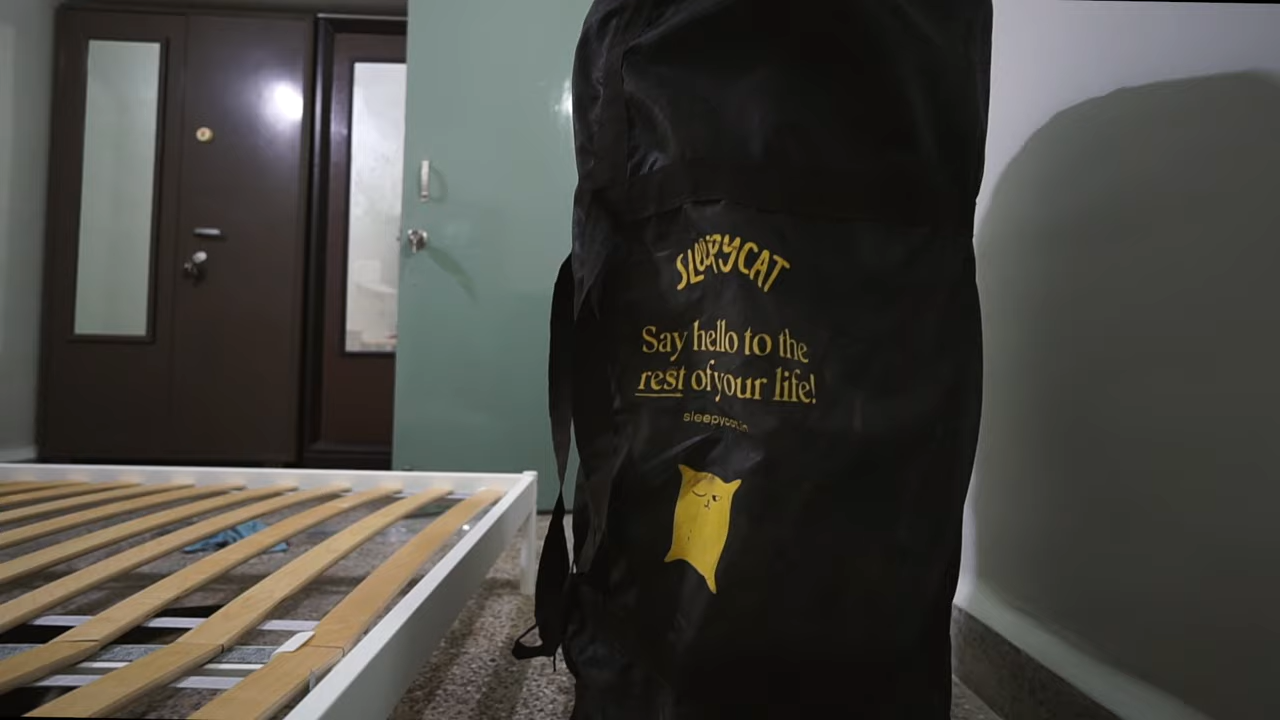 SLEEPYCAT
Say hello to the
rest of your life!
sleepycat.in